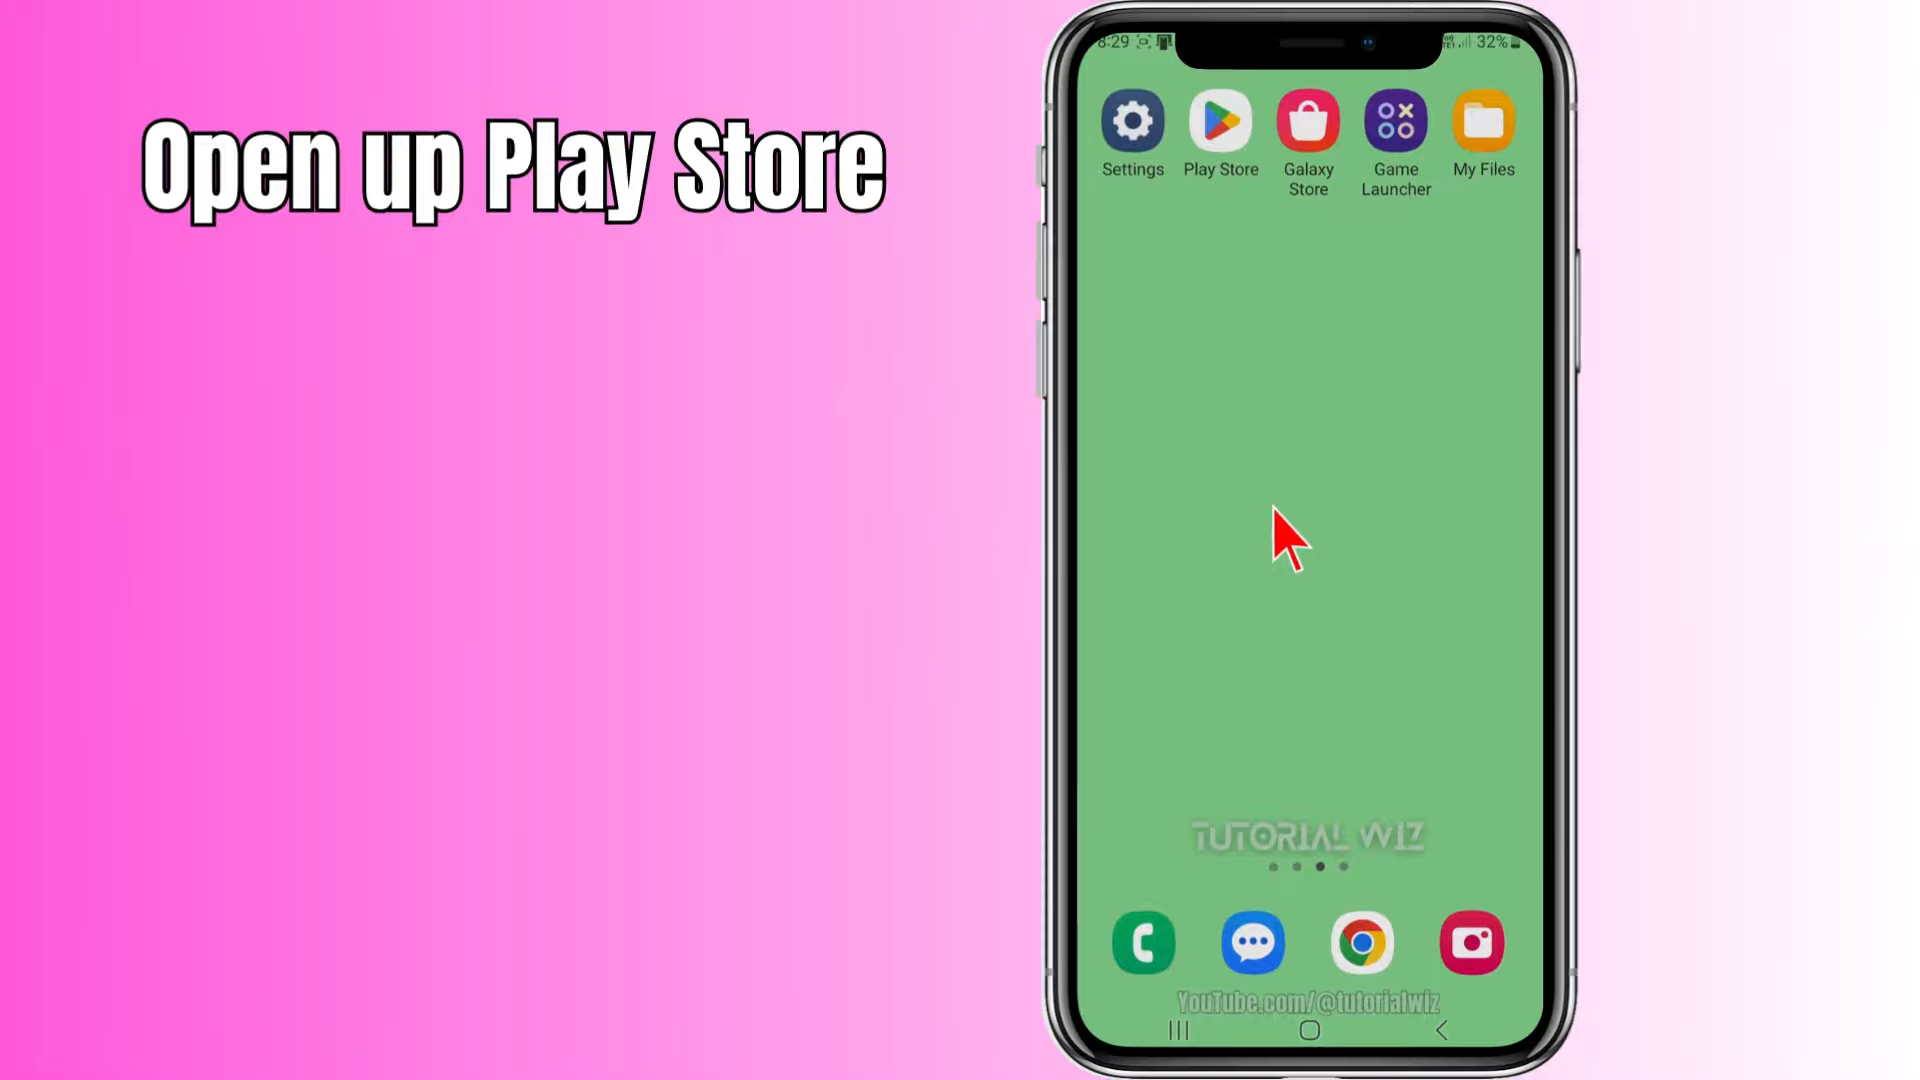 Open up Play Store
8:29
32%
Settings
Play Store
Galaxy Store
Game Launcher
My Files
TUTORIAL WIZ
YouTube.com/@tutorialwiz